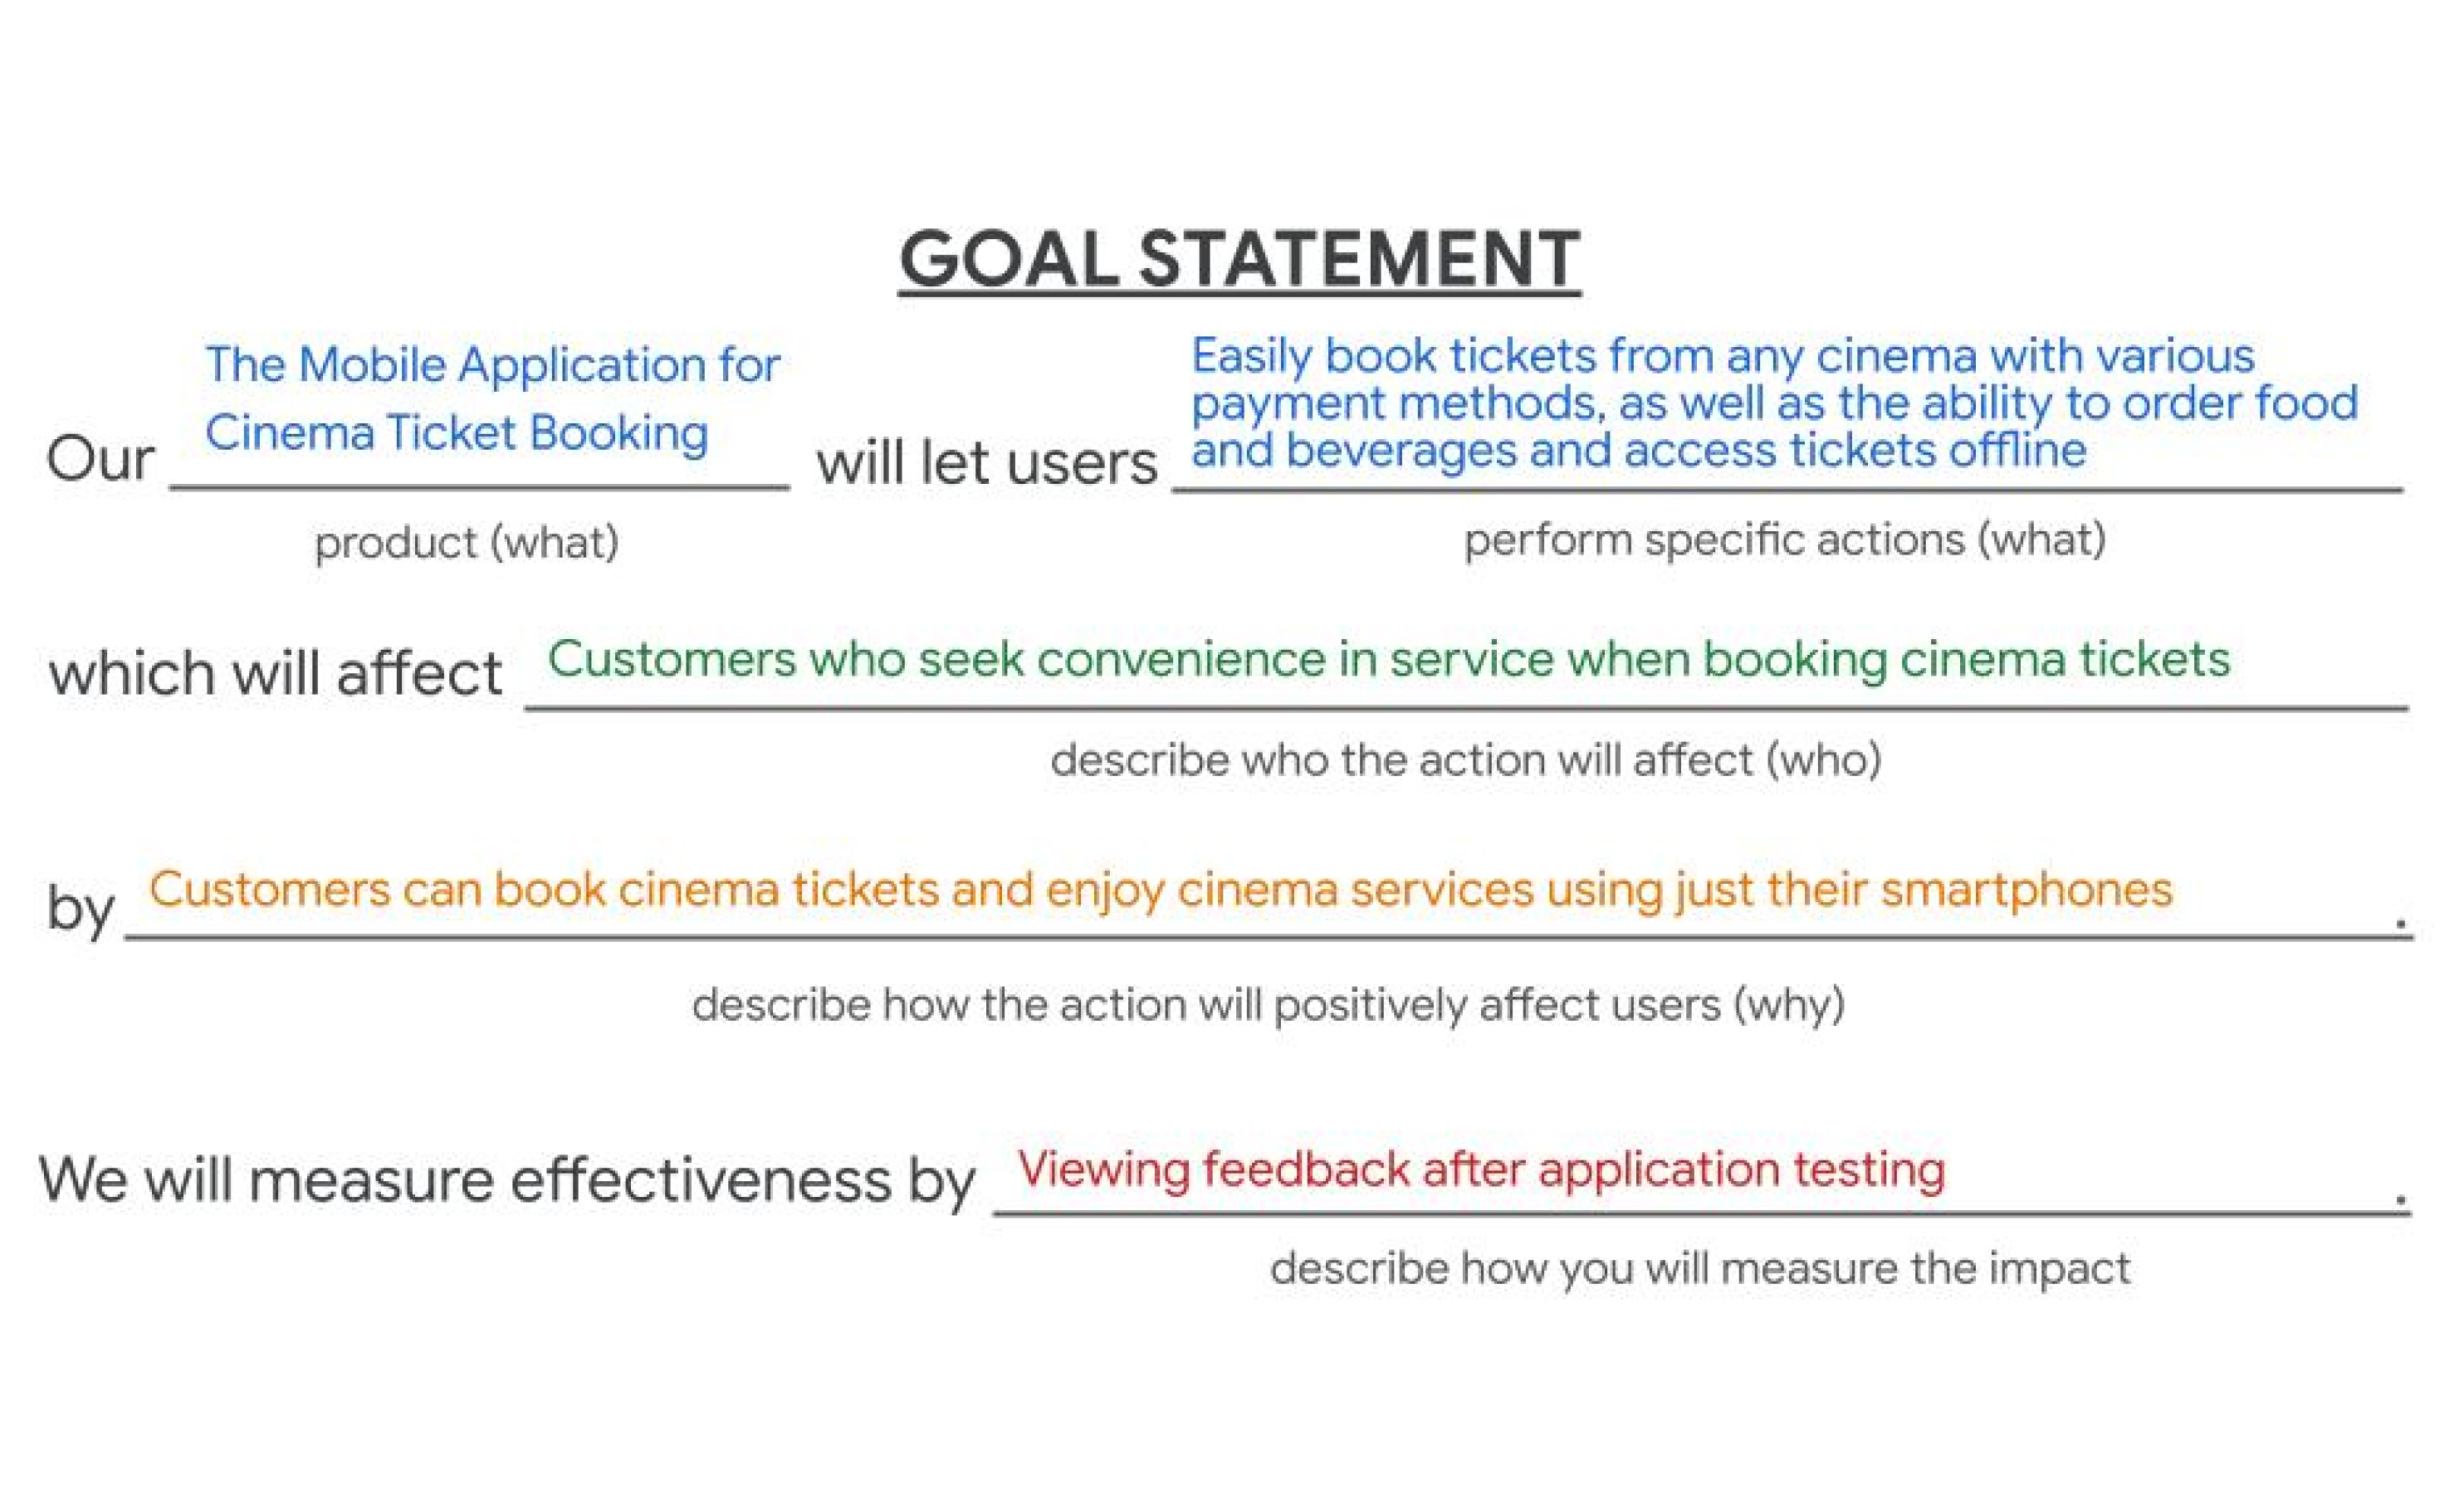 GOAL STATEMENT
Our The Mobile Application for
Cinema Ticket Booking
will let users Easily book tickets from any cinema with various
payment methods, as well as the ability to order food
and beverages and access tickets offline
product (what)
perform specific actions (what)
which will affect Customers who seek convenience in service when booking cinema tickets
describe who the action will affect (who)
by Customers can book cinema tickets and enjoy cinema services using just their smartphones .
describe how the action will positively affect users (why)
We will measure effectiveness by Viewing feedback after application testing .
describe how you will measure the impact